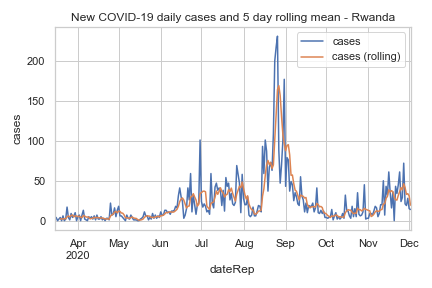 New COVID-19 daily cases and 5 day rolling mean - Rwanda
cases
cases (rolling)
200
150
100
50
0
cases
Apr
2020
May
Jun
Jul
Aug
Sep
Oct
Nov
Dec
dateRep